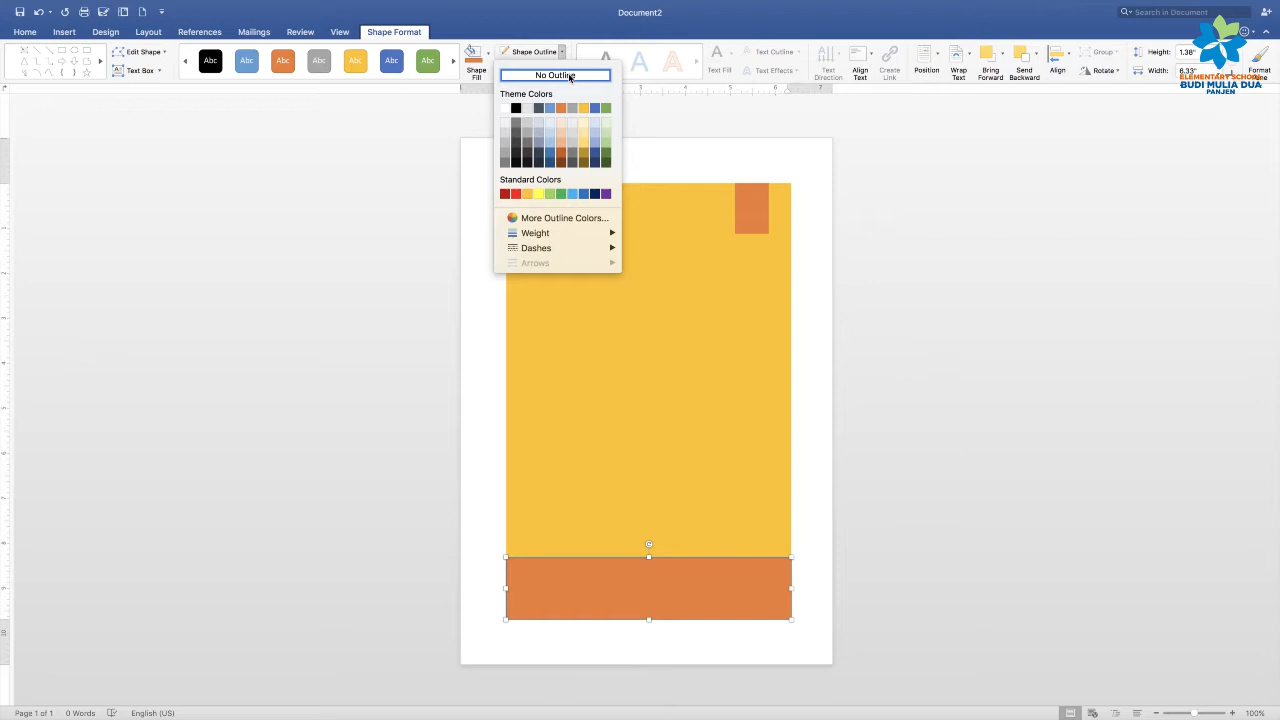 Document2
Search in Document
Home Insert Design Layout References Mailings Review View Shape Format
Edit Shape
Text Box
Abc Abc Abc Abc Abc Abc Abc
Shape Fill
Shape Outline
A A A
Text Fill
Text Outline
Text Effects
Text Direction
Align Text
Position
Wrap Text
Bring Forward
Send Backward
Align
Group
Rotate
Height: 1.38"
Width: 6.33"
Format Pane
ELEMENTARY SCHOOL
BUDI MULIA DUA
PANJEN
No Outline
Theme Colors
Standard Colors
More Outline Colors...
Weight
Dashes
Arrows
Page 1 of 1 0 Words English (US) 100%